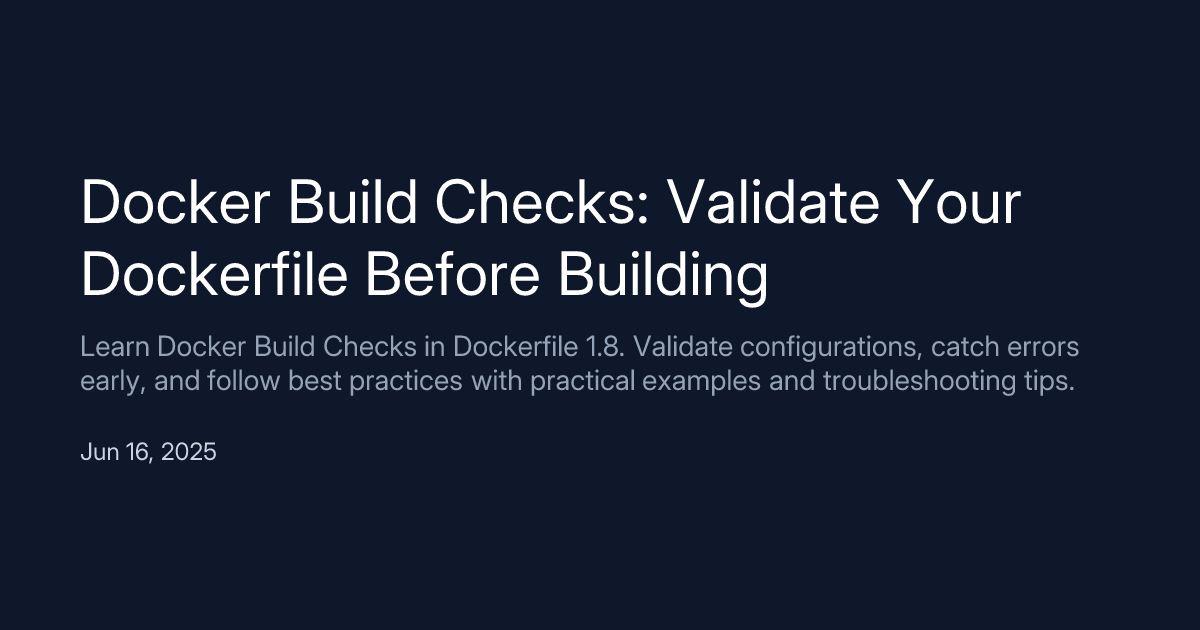 Docker Build Checks: Validate Your
Dockerfile Before Building
Learn Docker Build Checks in Dockerfile 1.8. Validate configurations, catch errors
early, and follow best practices with practical examples and troubleshooting tips.
Jun 16, 2025